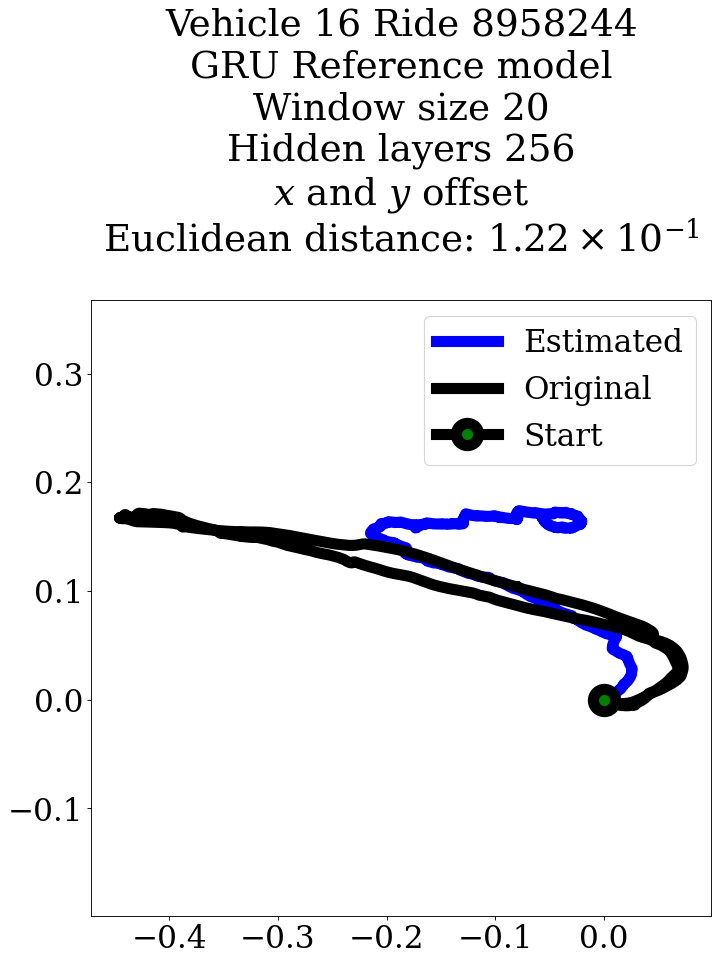 Vehicle 16 Ride 8958244
GRU Reference model
Window size 20
Hidden layers 256
x and y offset
Euclidean distance: 1.22 × 10⁻¹
Estimated
Original
Start
0.3
0.2
0.1
0.0
−0.1
−0.4 −0.3 −0.2 −0.1 0.0